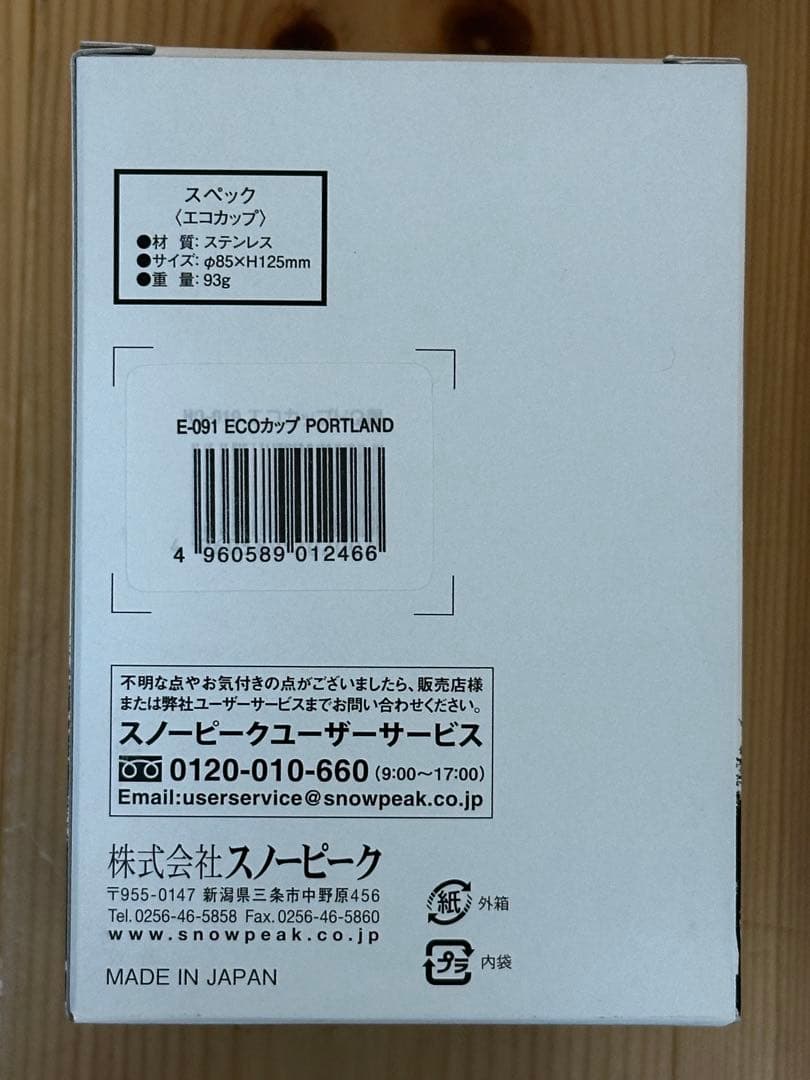 スペック
〈エコカップ〉
●材 質: ステンレス
●サイズ: φ85×H125mm
●重 量: 93g
E-091 ECOカップ PORTLAND
4 960589 012466
不明な点やお気付きの点がございましたら、販売店様
または弊社ユーザーサービスまでお問い合わせください。
スノーピークユーザーサービス
0120-010-660 (9:00〜17:00)
Email:userservice@snowpeak.co.jp
株式会社スノーピーク
〒955-0147 新潟県三条市中野原456
Tel.0256-46-5858 Fax.0256-46-5860
www.snowpeak.co.jp
MADE IN JAPAN
紙 外箱
プラ 内袋